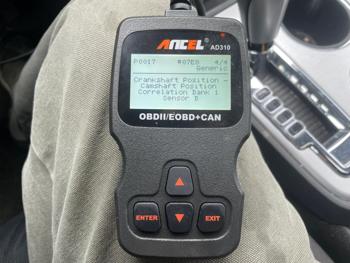 ANCEL AD310
P0017 $07E8 4/4
Generic
Crankshaft Position -
Camshaft Position
Correlation Bank 1
Sensor B
OBDII/EOBD+CAN
ENTER EXIT